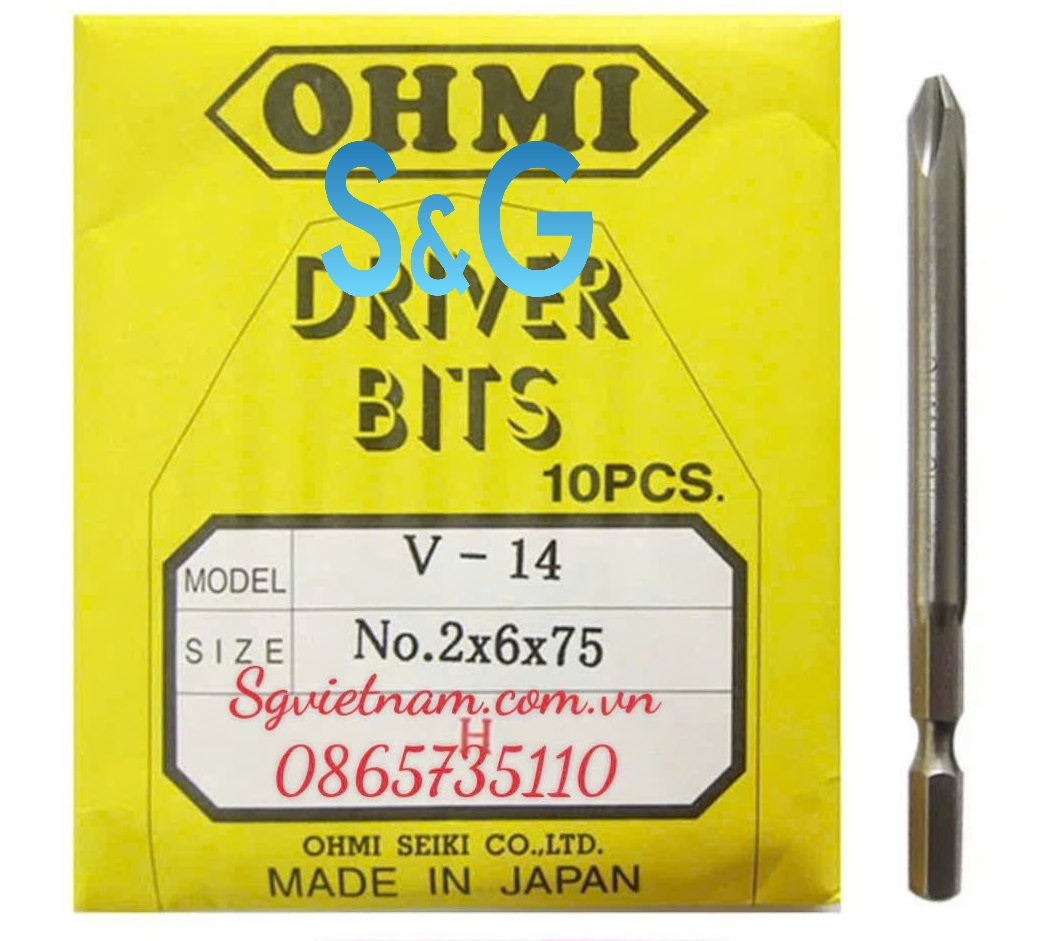 OHMI
S&G
DRIVER
BITS
10PCS.
MODEL V - 14
SIZE No.2x6x75
Sgvietnam.com.vn
H
0865735110
OHMI SEIKI CO.,LTD.
MADE IN JAPAN